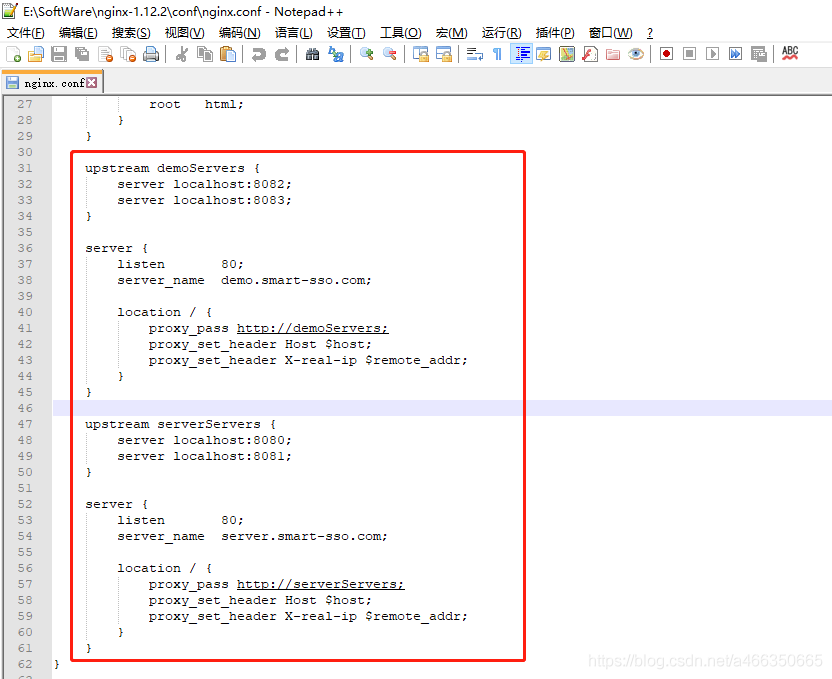 E:\SoftWare\nginx-1.12.2\conf\nginx.conf - Notepad++
文件(F) 编辑(E) 搜索(S) 视图(V) 编码(N) 语言(L) 设置(T) 工具(O) 宏(M) 运行(R) 插件(P) 窗口(W) ?
nginx.conf
27 root html;
28 }
29 }
30
31 upstream demoServers {
32 server localhost:8082;
33 server localhost:8083;
34 }
35
36 server {
37 listen 80;
38 server_name demo.smart-sso.com;
39
40 location / {
41 proxy_pass http://demoServers;
42 proxy_set_header Host $host;
43 proxy_set_header X-real-ip $remote_addr;
44 }
45 }
46
47 upstream serverServers {
48 server localhost:8080;
49 server localhost:8081;
50 }
51
52 server {
53 listen 80;
54 server_name server.smart-sso.com;
55
56 location / {
57 proxy_pass http://serverServers;
58 proxy_set_header Host $host;
59 proxy_set_header X-real-ip $remote_addr;
60 }
61 }
62 }
https://blog.csdn.net/a466350665